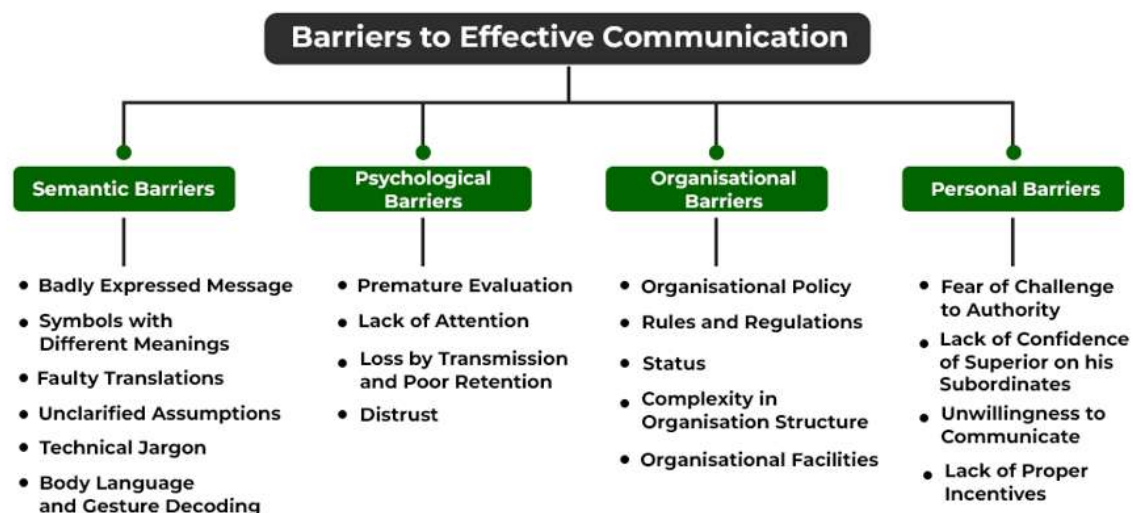 Barriers to Effective Communication
Semantic Barriers
• Badly Expressed Message
• Symbols with
Different Meanings
• Faulty Translations
• Unclarified Assumptions
• Technical Jargon
• Body Language
and Gesture Decoding
Psychological
Barriers
• Premature Evaluation
• Lack of Attention
• Loss by Transmission
and Poor Retention
• Distrust
Organisational
Barriers
• Organisational Policy
• Rules and Regulations
• Status
• Complexity in
Organisation Structure
• Organisational Facilities
Personal Barriers
• Fear of Challenge
to Authority
• Lack of Confidence
of Superior on his
Subordinates
• Unwillingness to
Communicate
• Lack of Proper
Incentives